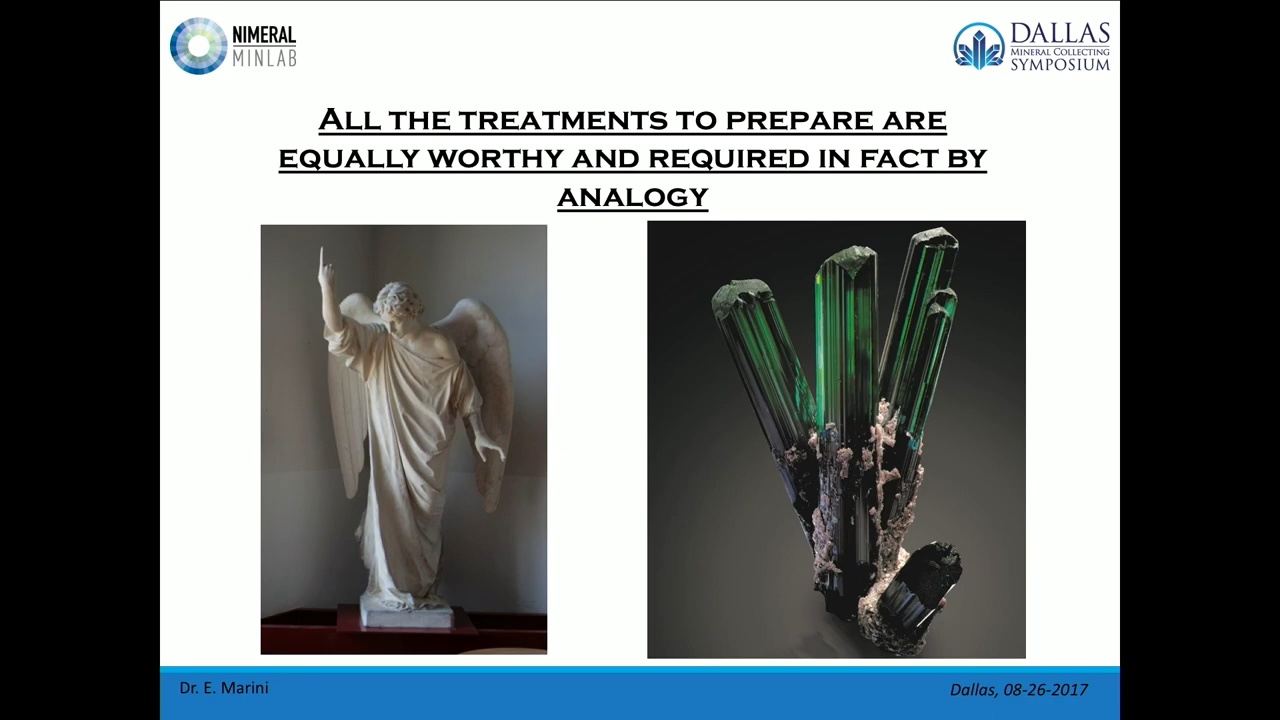 NIMERAL
MINLAB
DALLAS
MINERAL COLLECTING
SYMPOSIUM
ALL THE TREATMENTS TO PREPARE ARE
EQUALLY WORTHY AND REQUIRED IN FACT BY
ANALOGY
Dr. E. Marini
Dallas, 08-26-2017